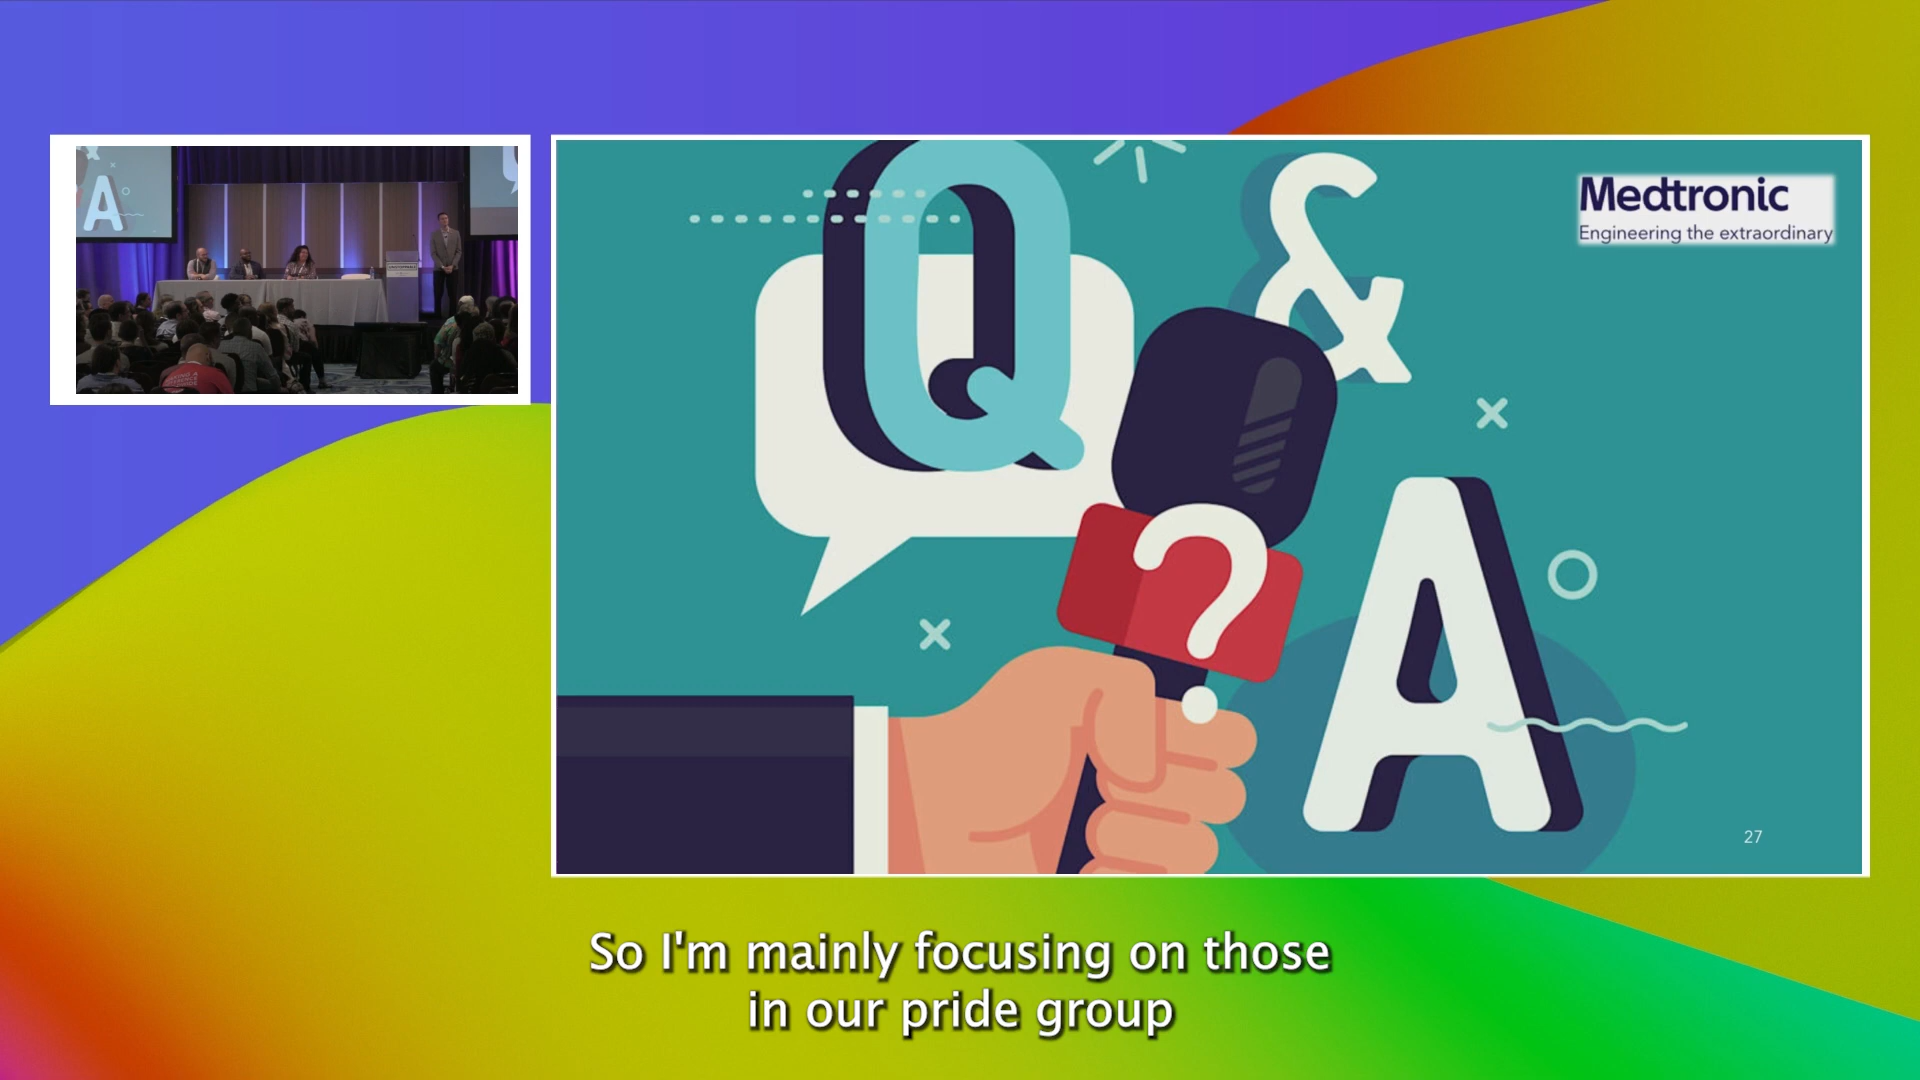 Q
&
?
A
Medtronic
Engineering the extraordinary
27
So I'm mainly focusing on those
in our pride group